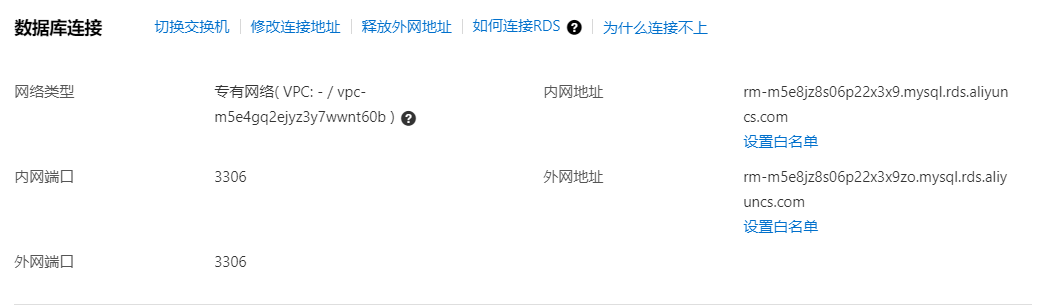 数据库连接 切换交换机 修改连接地址 释放外网地址 如何连接RDS ? 为什么连接不上
网络类型 专有网络( VPC: - / vpc-
m5e4gq2ejyz3y7wwnt60b ) ?
内网地址 rm-m5e8jz8s06p22x3x9.mysql.rds.aliyun
cs.com
设置白名单
内网端口 3306
外网地址 rm-m5e8jz8s06p22x3x9zo.mysql.rds.aliy
uncs.com
设置白名单
外网端口 3306